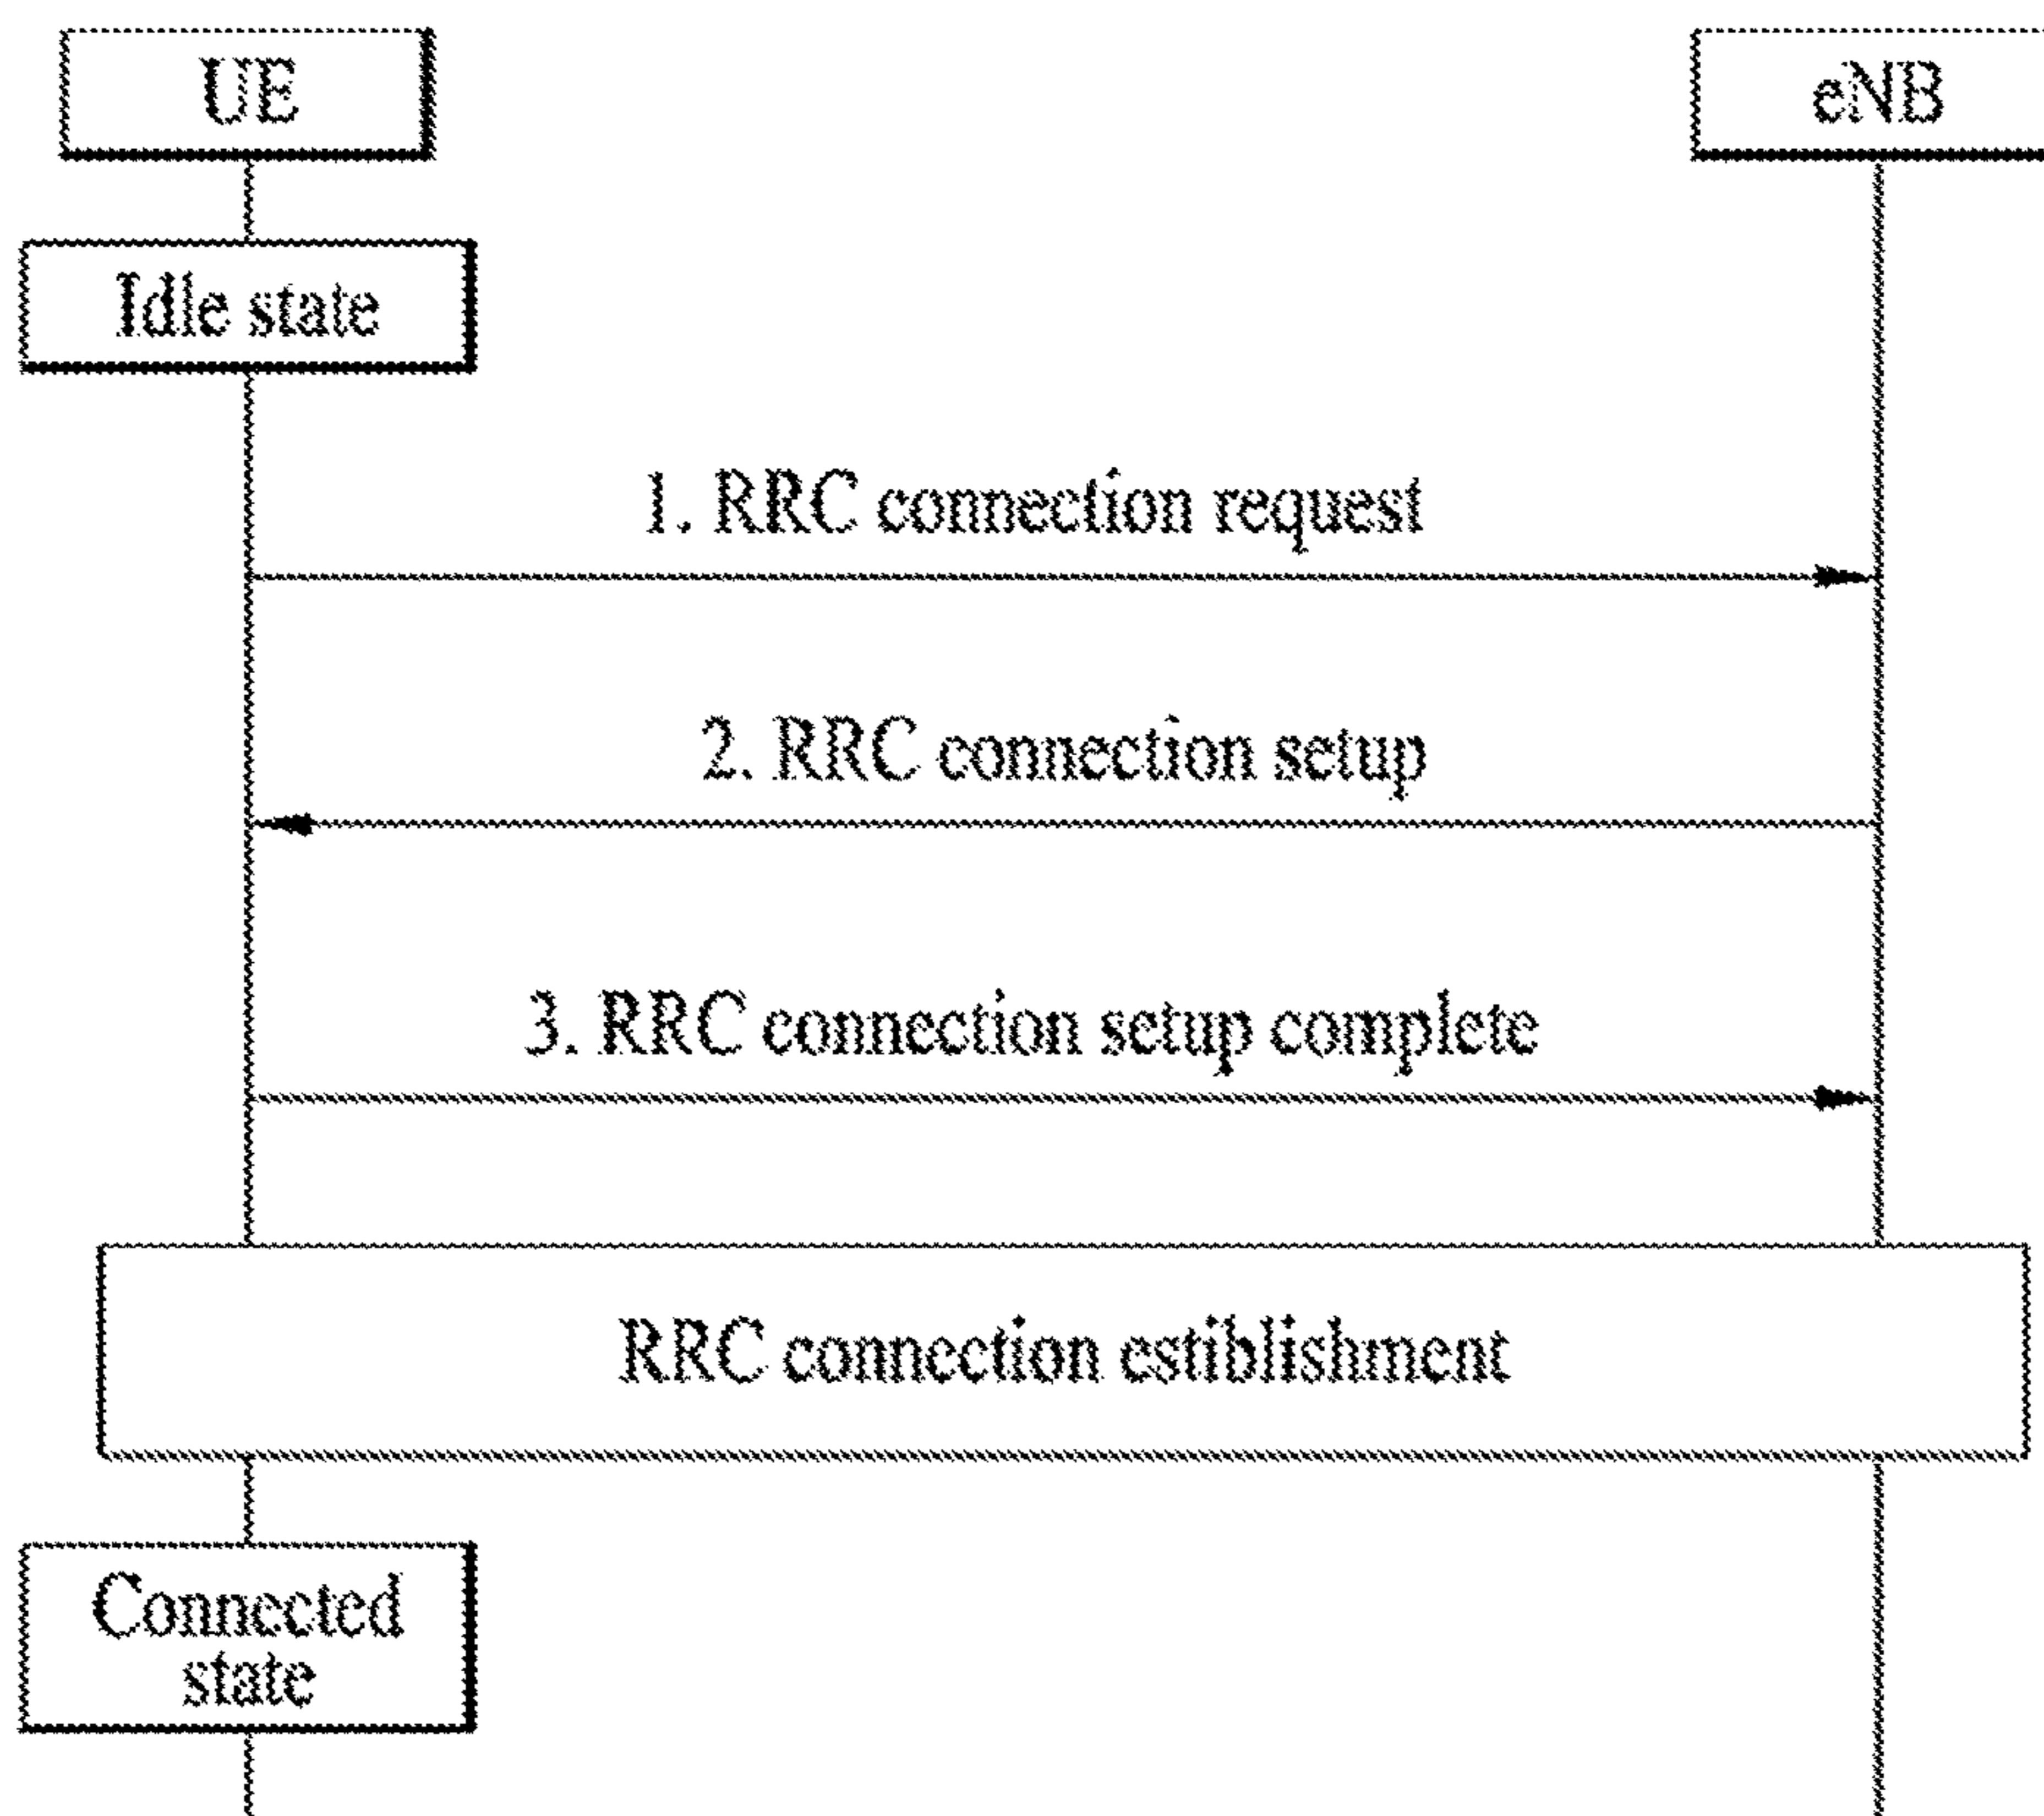 UE
eNB
Idle state
1. RRC connection request
2. RRC connection setup
3. RRC connection setup complete
RRC connection estiblishment
Connected
state